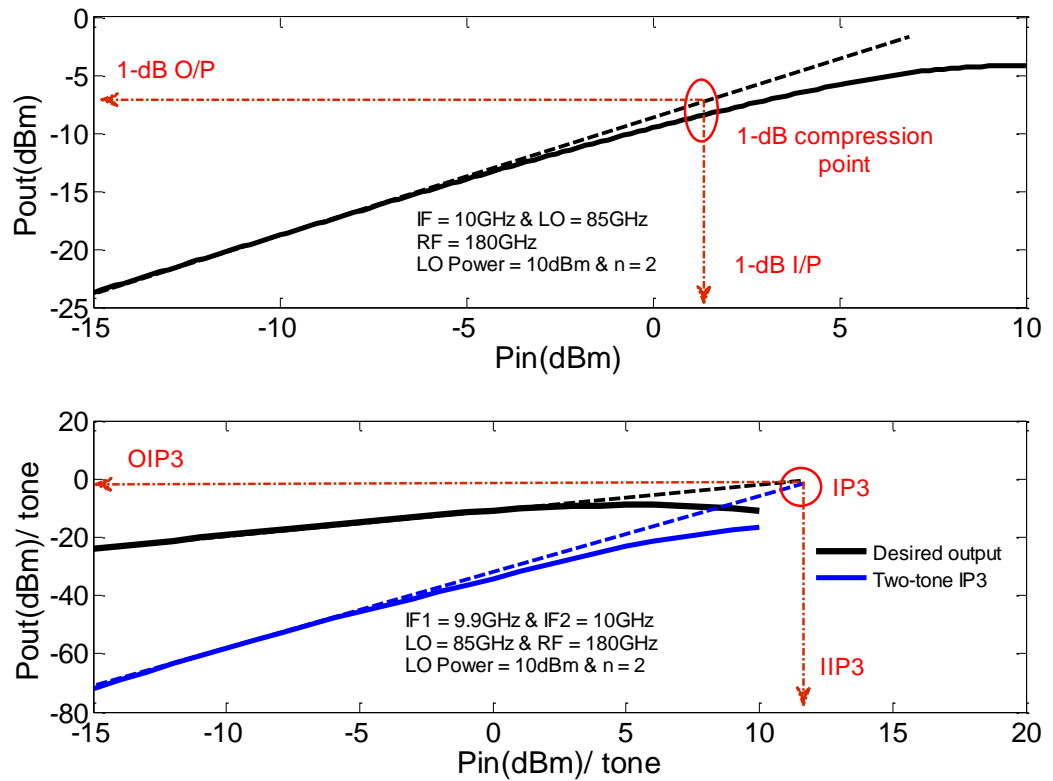 0
-5
-10
-15
-20
-25
Pout(dBm)
1-dB O/P
1-dB compression
point
IF = 10GHz & LO = 85GHz
RF = 180GHz
LO Power = 10dBm & n = 2
1-dB I/P
-15 -10 -5 0 5 10
Pin(dBm)
20
0
-20
-40
-60
-80
Pout(dBm)/ tone
OIP3
IP3
Desired output
Two-tone IP3
IF1 = 9.9GHz & IF2 = 10GHz
LO = 85GHz & RF = 180GHz
LO Power = 10dBm & n = 2
IIP3
-15 -10 -5 0 5 10 15 20
Pin(dBm)/ tone